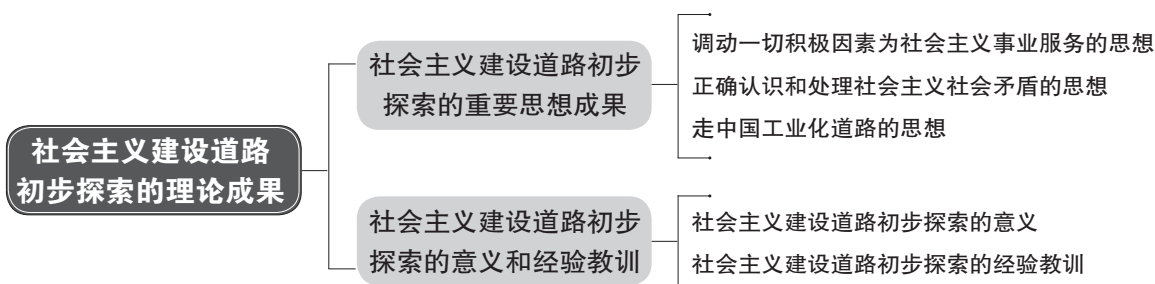 社会主义建设道路
初步探索的理论成果
社会主义建设道路初步
探索的重要思想成果
调动一切积极因素为社会主义事业服务的思想
正确认识和处理社会主义社会矛盾的思想
走中国工业化道路的思想
社会主义建设道路初步
探索的意义和经验教训
社会主义建设道路初步探索的意义
社会主义建设道路初步探索的经验教训